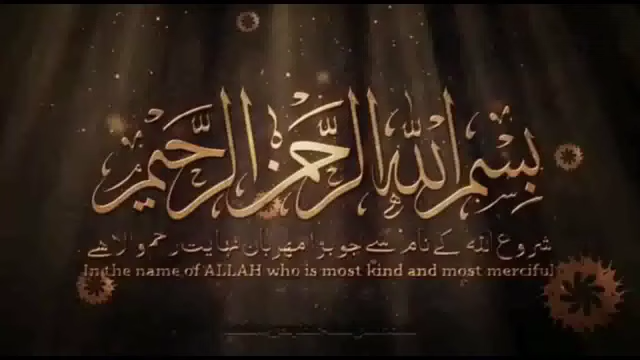 بسم الله الرحمن الرحيم
شروع اللہ کے نام سے جو بڑا مہربان نہایت رحم والا ہے
In the name of ALLAH who is most kind and most merciful